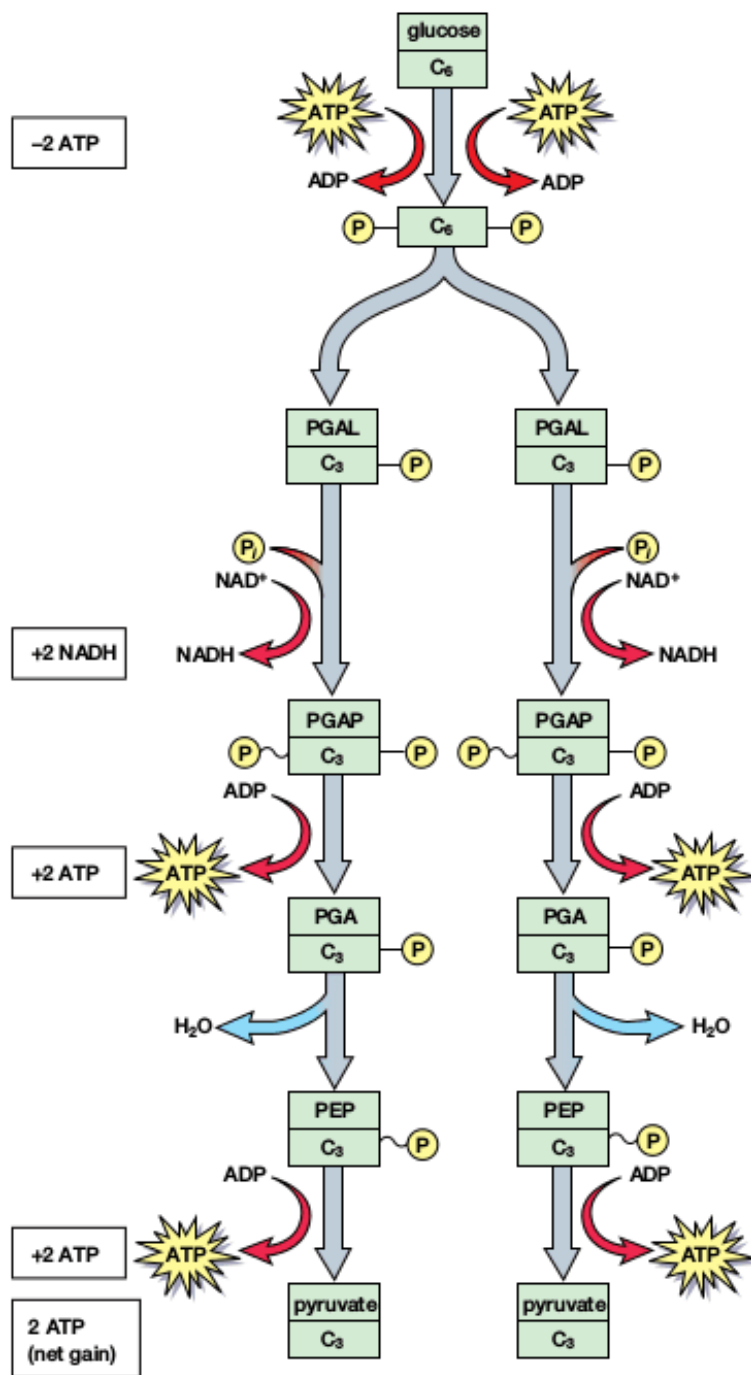 glucose
C₆
ATP ATP
–2 ATP
ADP ADP
P C₆ P
PGAL PGAL
C₃ P C₃ P
Pi Pi
NAD⁺ NAD⁺
+2 NADH NADH NADH
PGAP PGAP
P C₃ P P C₃ P
ADP ADP
+2 ATP ATP ATP
PGA PGA
C₃ P C₃ P
H₂O H₂O
PEP PEP
C₃ P C₃ P
ADP ADP
+2 ATP ATP ATP
pyruvate pyruvate
C₃ C₃
2 ATP
(net gain)